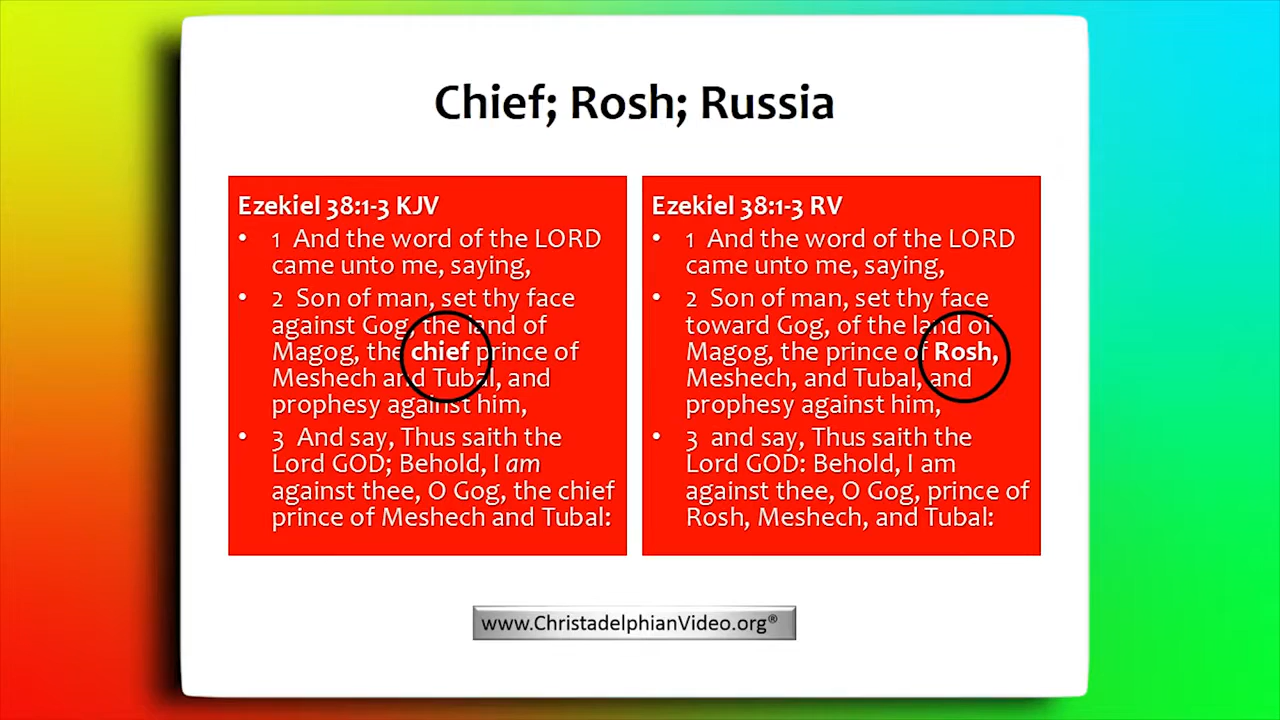 Chief; Rosh; Russia
Ezekiel 38:1-3 KJV
• 1 And the word of the LORD
came unto me, saying,
• 2 Son of man, set thy face
against Gog, the land of
Magog, the chief prince of
Meshech and Tubal, and
prophesy against him,
• 3 And say, Thus saith the
Lord GOD; Behold, I am
against thee, O Gog, the chief
prince of Meshech and Tubal:
Ezekiel 38:1-3 RV
• 1 And the word of the LORD
came unto me, saying,
• 2 Son of man, set thy face
toward Gog, of the land of
Magog, the prince of Rosh,
Meshech, and Tubal, and
prophesy against him,
• 3 and say, Thus saith the
Lord GOD: Behold, I am
against thee, O Gog, prince of
Rosh, Meshech, and Tubal:
www.ChristadelphianVideo.org®